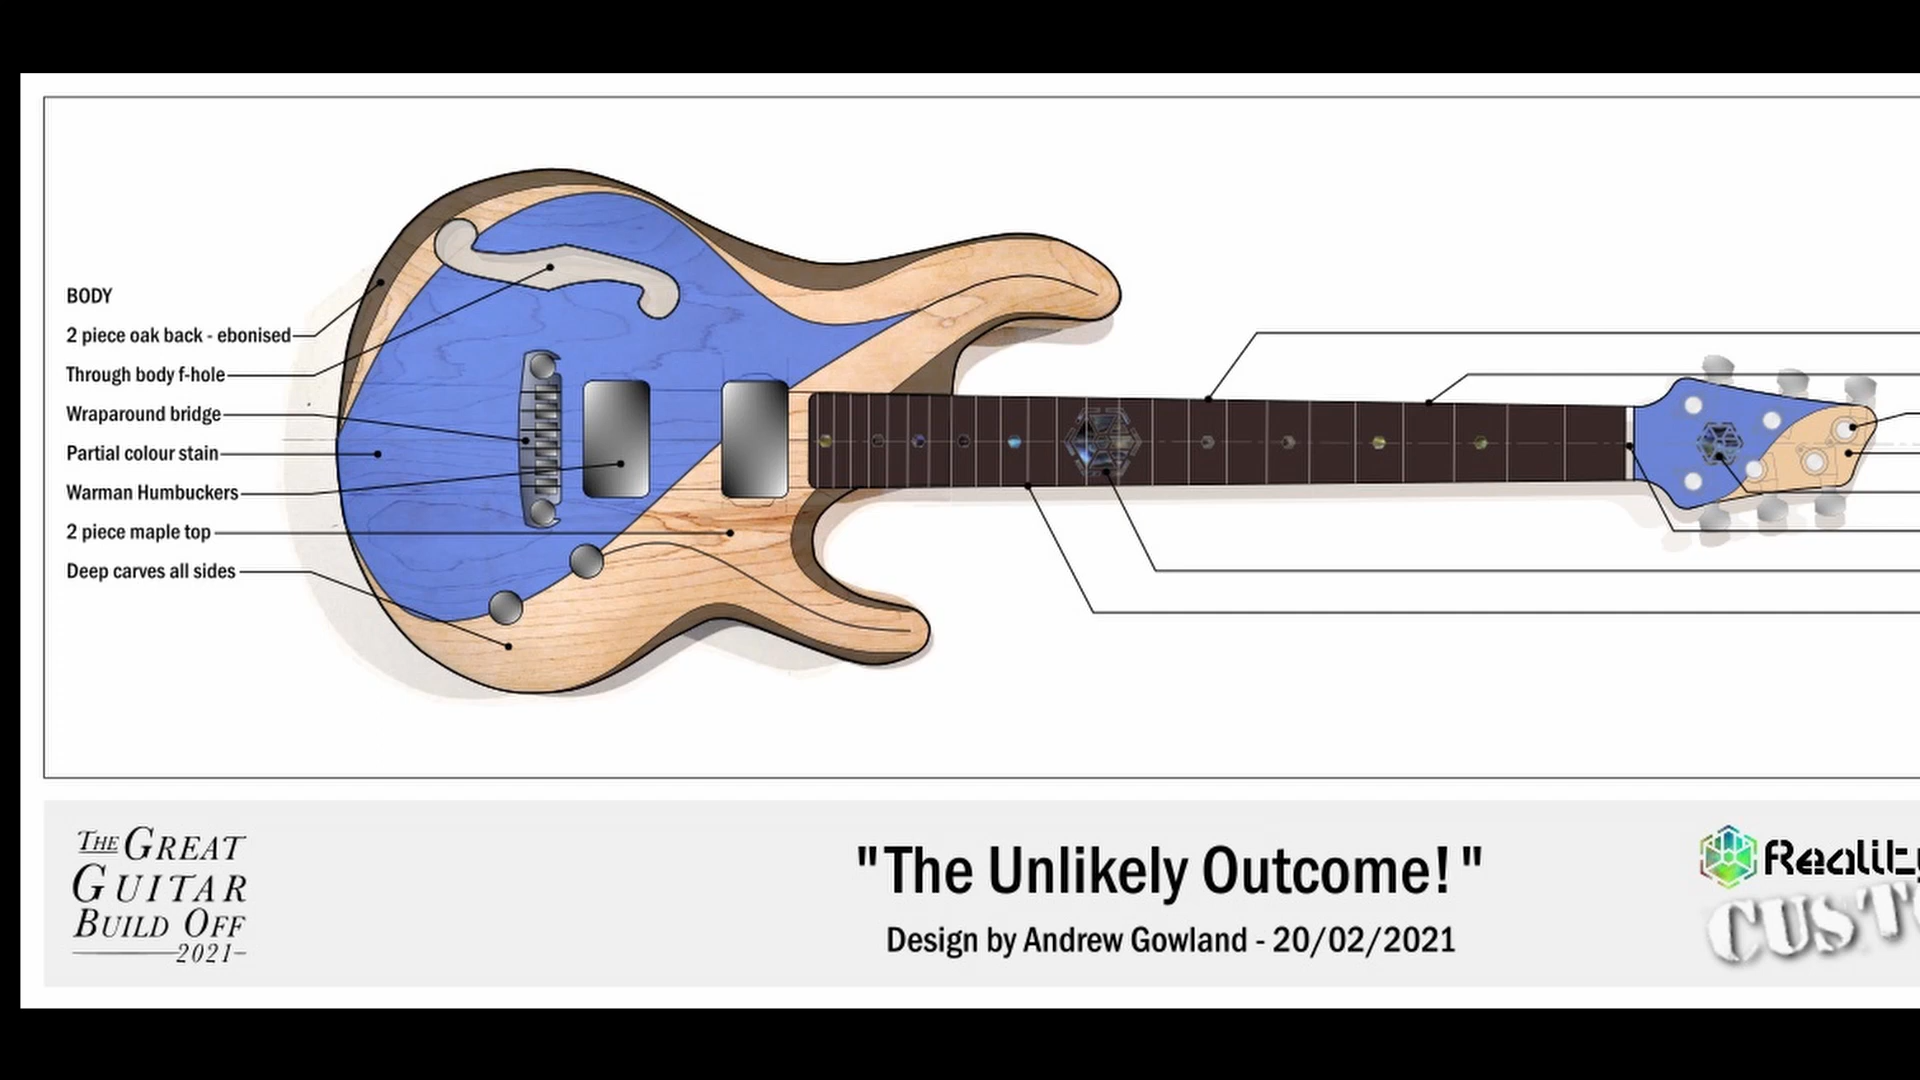 BODY
2 piece oak back - ebonised
Through body f-hole
Wraparound bridge
Partial colour stain
Warman Humbuckers
2 piece maple top
Deep carves all sides
THE GREAT
GUITAR
BUILD OFF
2021
"The Unlikely Outcome!"
Design by Andrew Gowland - 20/02/2021
Reality